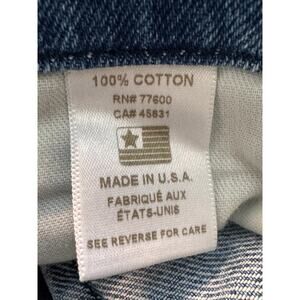 100% COTTON
RN# 77600
CA# 45831
MADE IN U.S.A.
FABRIQUÉ AUX
ÉTATS-UNIS
SEE REVERSE FOR CARE